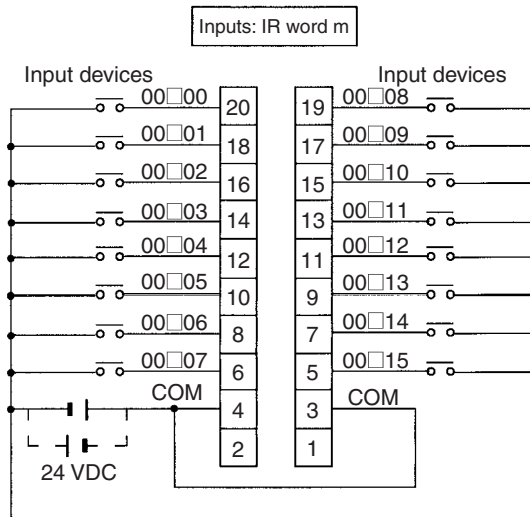 Inputs: IR word m
Input devices Input devices
00□00 20 19 00□08
00□01 18 17 00□09
00□02 16 15 00□10
00□03 14 13 00□11
00□04 12 11 00□12
00□05 10 9 00□13
00□06 8 7 00□14
00□07 6 5 00□15
COM 4 3 COM
2 1
24 VDC